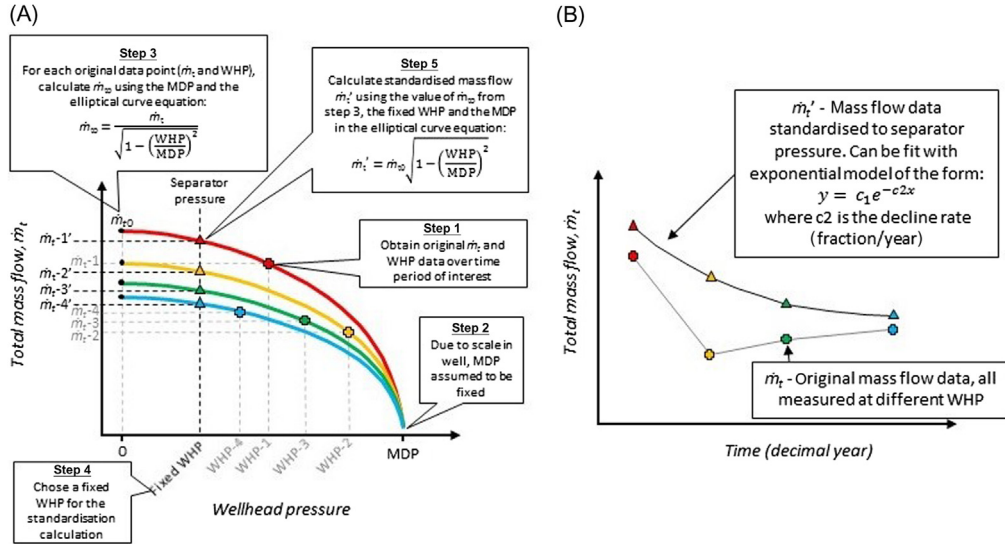 (A)
Step 3
For each original data point (ṁt and WHP),
calculate ṁt0 using the MDP and the
elliptical curve equation:
ṁt0 = ṁt / √(1 − (WHP/MDP)²)
Step 5
Calculate standardised mass flow
ṁt′ using the value of ṁt0 from
step 3, the fixed WHP and the MDP
in the elliptical curve equation:
ṁt′ = ṁt0 √(1 − (WHP/MDP)²)
Separator
pressure
ṁt0
Step 1
Obtain original ṁt and
WHP data over time
period of interest
Step 2
Due to scale in
well, MDP
assumed to be
fixed
Total mass flow, ṁt
ṁt-1′
ṁt-1
ṁt-2′
ṁt-3′
ṁt-4′
ṁt-4
ṁt-3
ṁt-2
0
Fixed WHP
WHP-4
WHP-1
WHP-3
WHP-2
MDP
Step 4
Chose a fixed
WHP for the
standardisation
calculation
Wellhead pressure
(B)
ṁt′ - Mass flow data
standardised to separator
pressure. Can be fit with
exponential model of the form:
y = c₁e^−c2x
where c2 is the decline rate
(fraction/year)
Total mass flow, ṁt
ṁt - Original mass flow data, all
measured at different WHP
Time (decimal year)